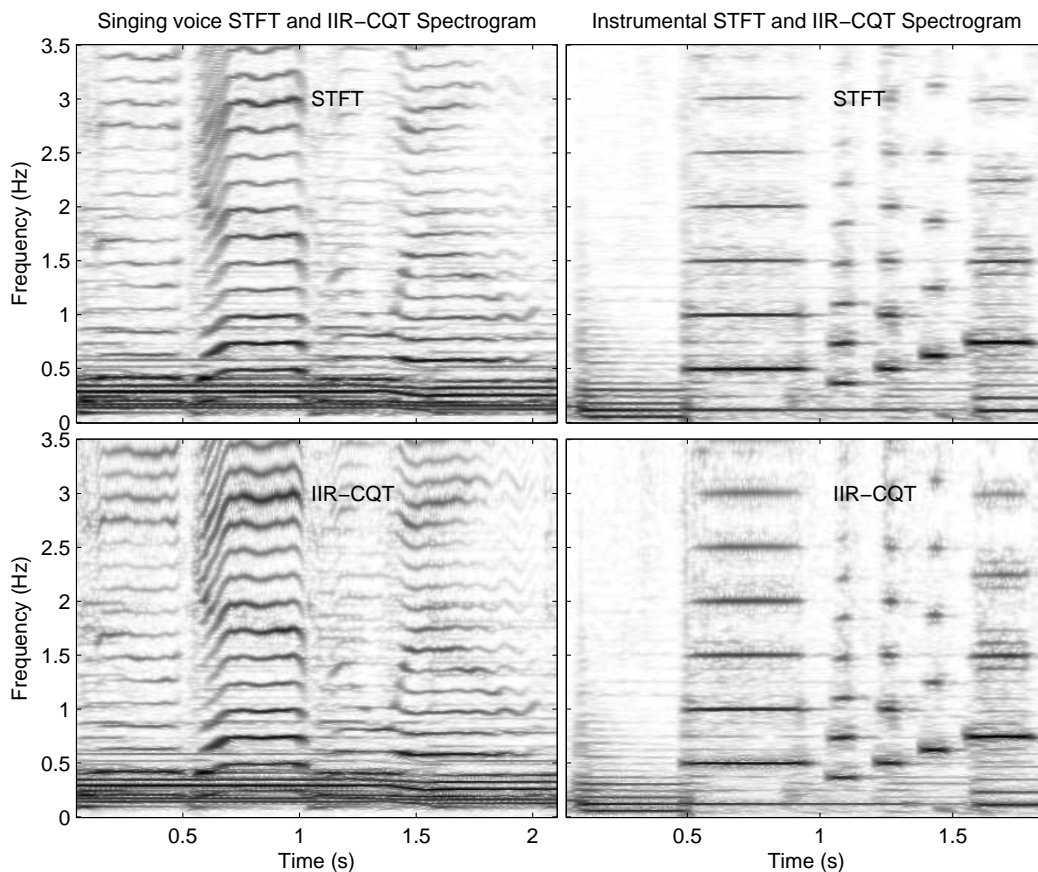 Singing voice STFT and IIR−CQT Spectrogram
Instrumental STFT and IIR−CQT Spectrogram
3.5
3
2.5
2
1.5
1
0.5
0
Frequency (Hz)
STFT
STFT
3.5
3
2.5
2
1.5
1
0.5
0
Frequency (Hz)
IIR−CQT
IIR−CQT
0.5
1
1.5
2
Time (s)
0.5
1
1.5
Time (s)